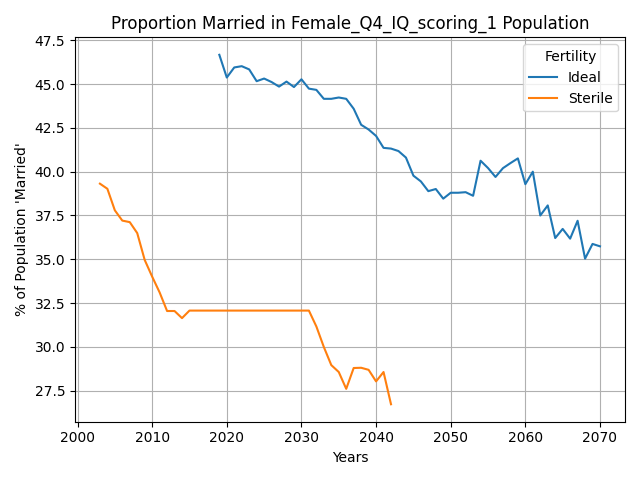 Proportion Married in Female_Q4_IQ_scoring_1 Population
47.5
45.0
42.5
40.0
37.5
35.0
32.5
30.0
27.5
% of Population 'Married'
Fertility
Ideal
Sterile
2000 2010 2020 2030 2040 2050 2060 2070
Years